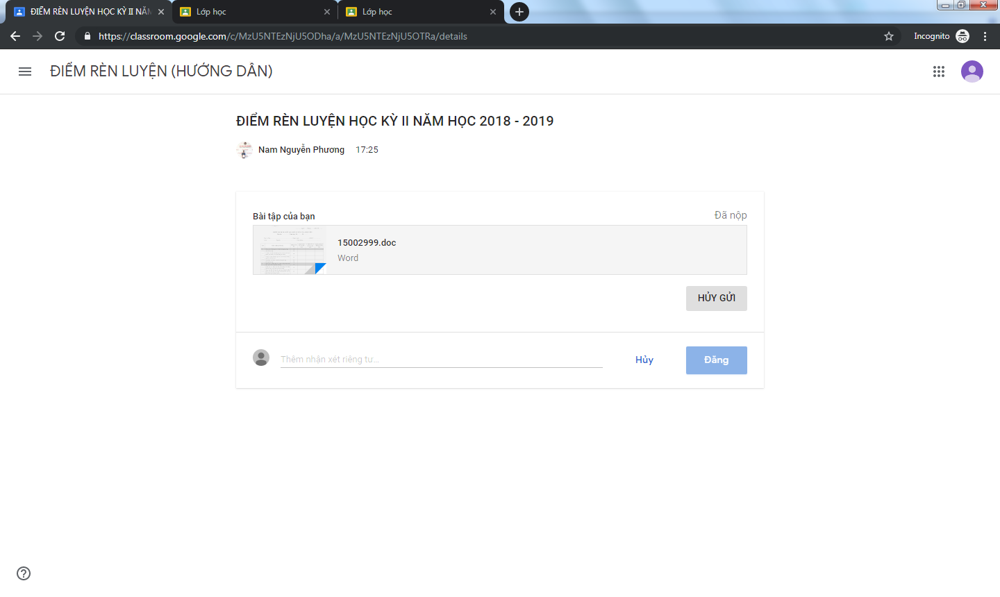 ĐIỂM RÈN LUYỆN HỌC KỲ II NĂM
Lớp học
Lớp học
https://classroom.google.com/c/MzU5NTEzNjU5ODha/a/MzU5NTEzNjU5OTRa/details
Incognito
ĐIỂM RÈN LUYỆN (HƯỚNG DẪN)
ĐIỂM RÈN LUYỆN HỌC KỲ II NĂM HỌC 2018 - 2019
Nam Nguyễn Phương 17:25
Bài tập của bạn
Đã nộp
15002999.doc
Word
HỦY GỬI
Thêm nhận xét riêng tư...
Hủy
Đăng